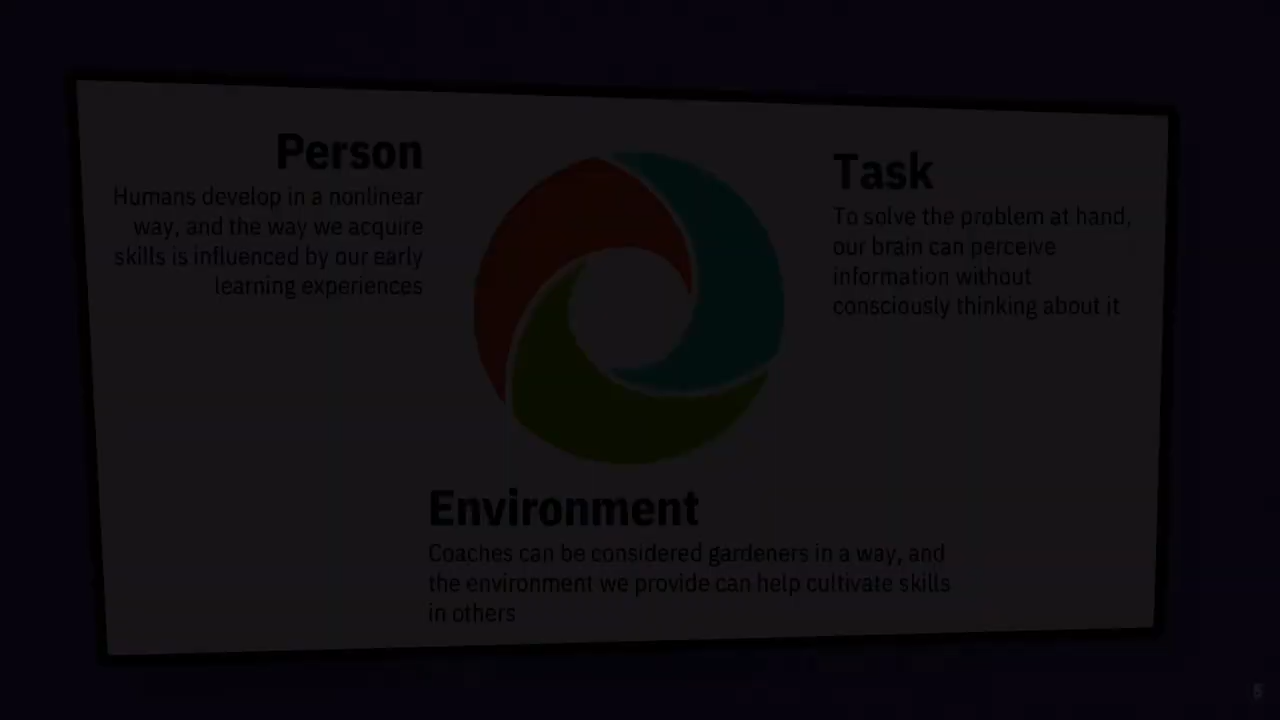 Person
Humans develop in a nonlinear
way, and the way we acquire
skills is influenced by our early
learning experiences
Task
To solve the problem at hand,
our brain can perceive
information without
consciously thinking about it
Environment
Coaches can be considered gardeners in a way, and
the environment we provide can help cultivate skills
in others